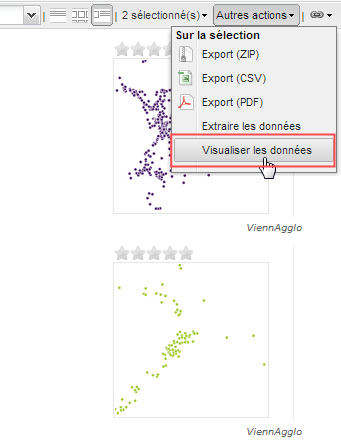 2 sélectionné(s) Autres actions
Sur la sélection
Export (ZIP)
Export (CSV)
Export (PDF)
Extraire les données
Visualiser les données
ViennAgglo
ViennAgglo